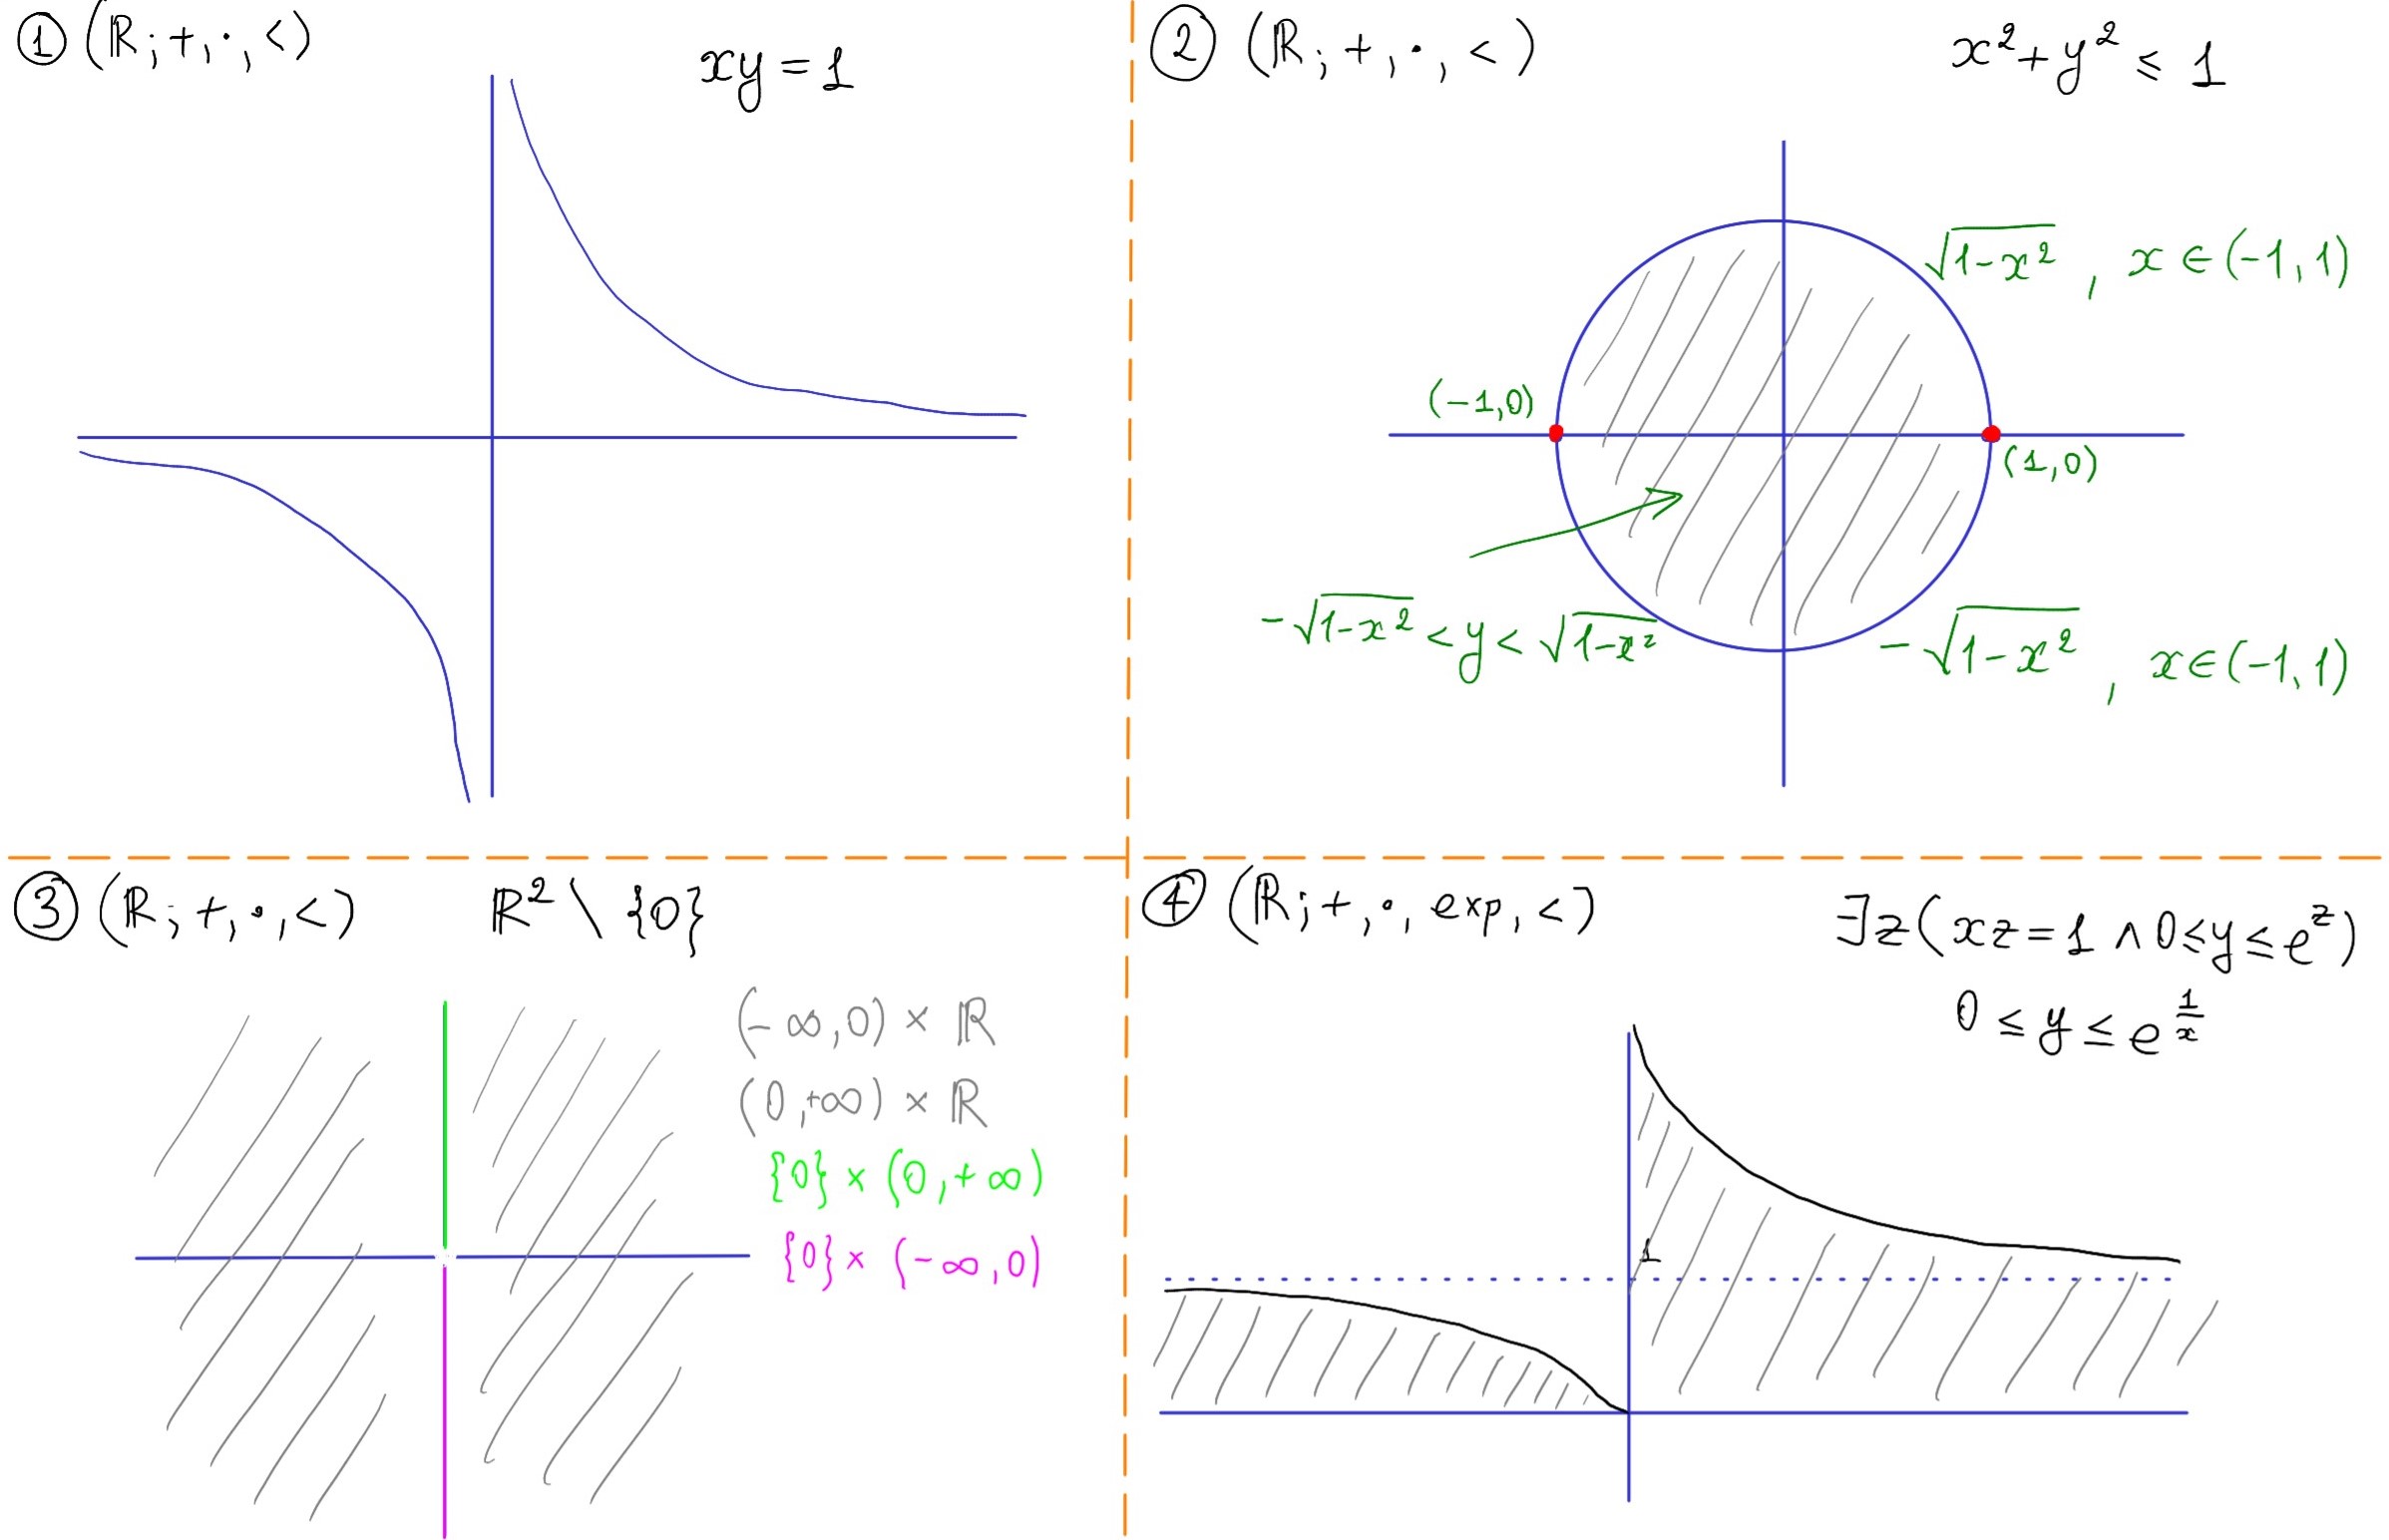 ① (ℝ; +, ·, <)
xy = 1
② (ℝ; +, ·, <)
x² + y² ≤ 1
√(1-x²) , x ∈ (-1, 1)
(-1,0)
(1,0)
-√(1-x²) < y < √(1-x²)
-√(1-x²) , x ∈ (-1, 1)
③ (ℝ; +, ·, <)
ℝ² \ {0}
(-∞,0) × ℝ
(0,+∞) × ℝ
{0} × (0,+∞)
{0} × (-∞,0)
④ (ℝ; +, ·, exp, <)
∃z(xz = 1 ∧ 0 ≤ y ≤ e^z)
0 ≤ y ≤ e^(1/x)
1